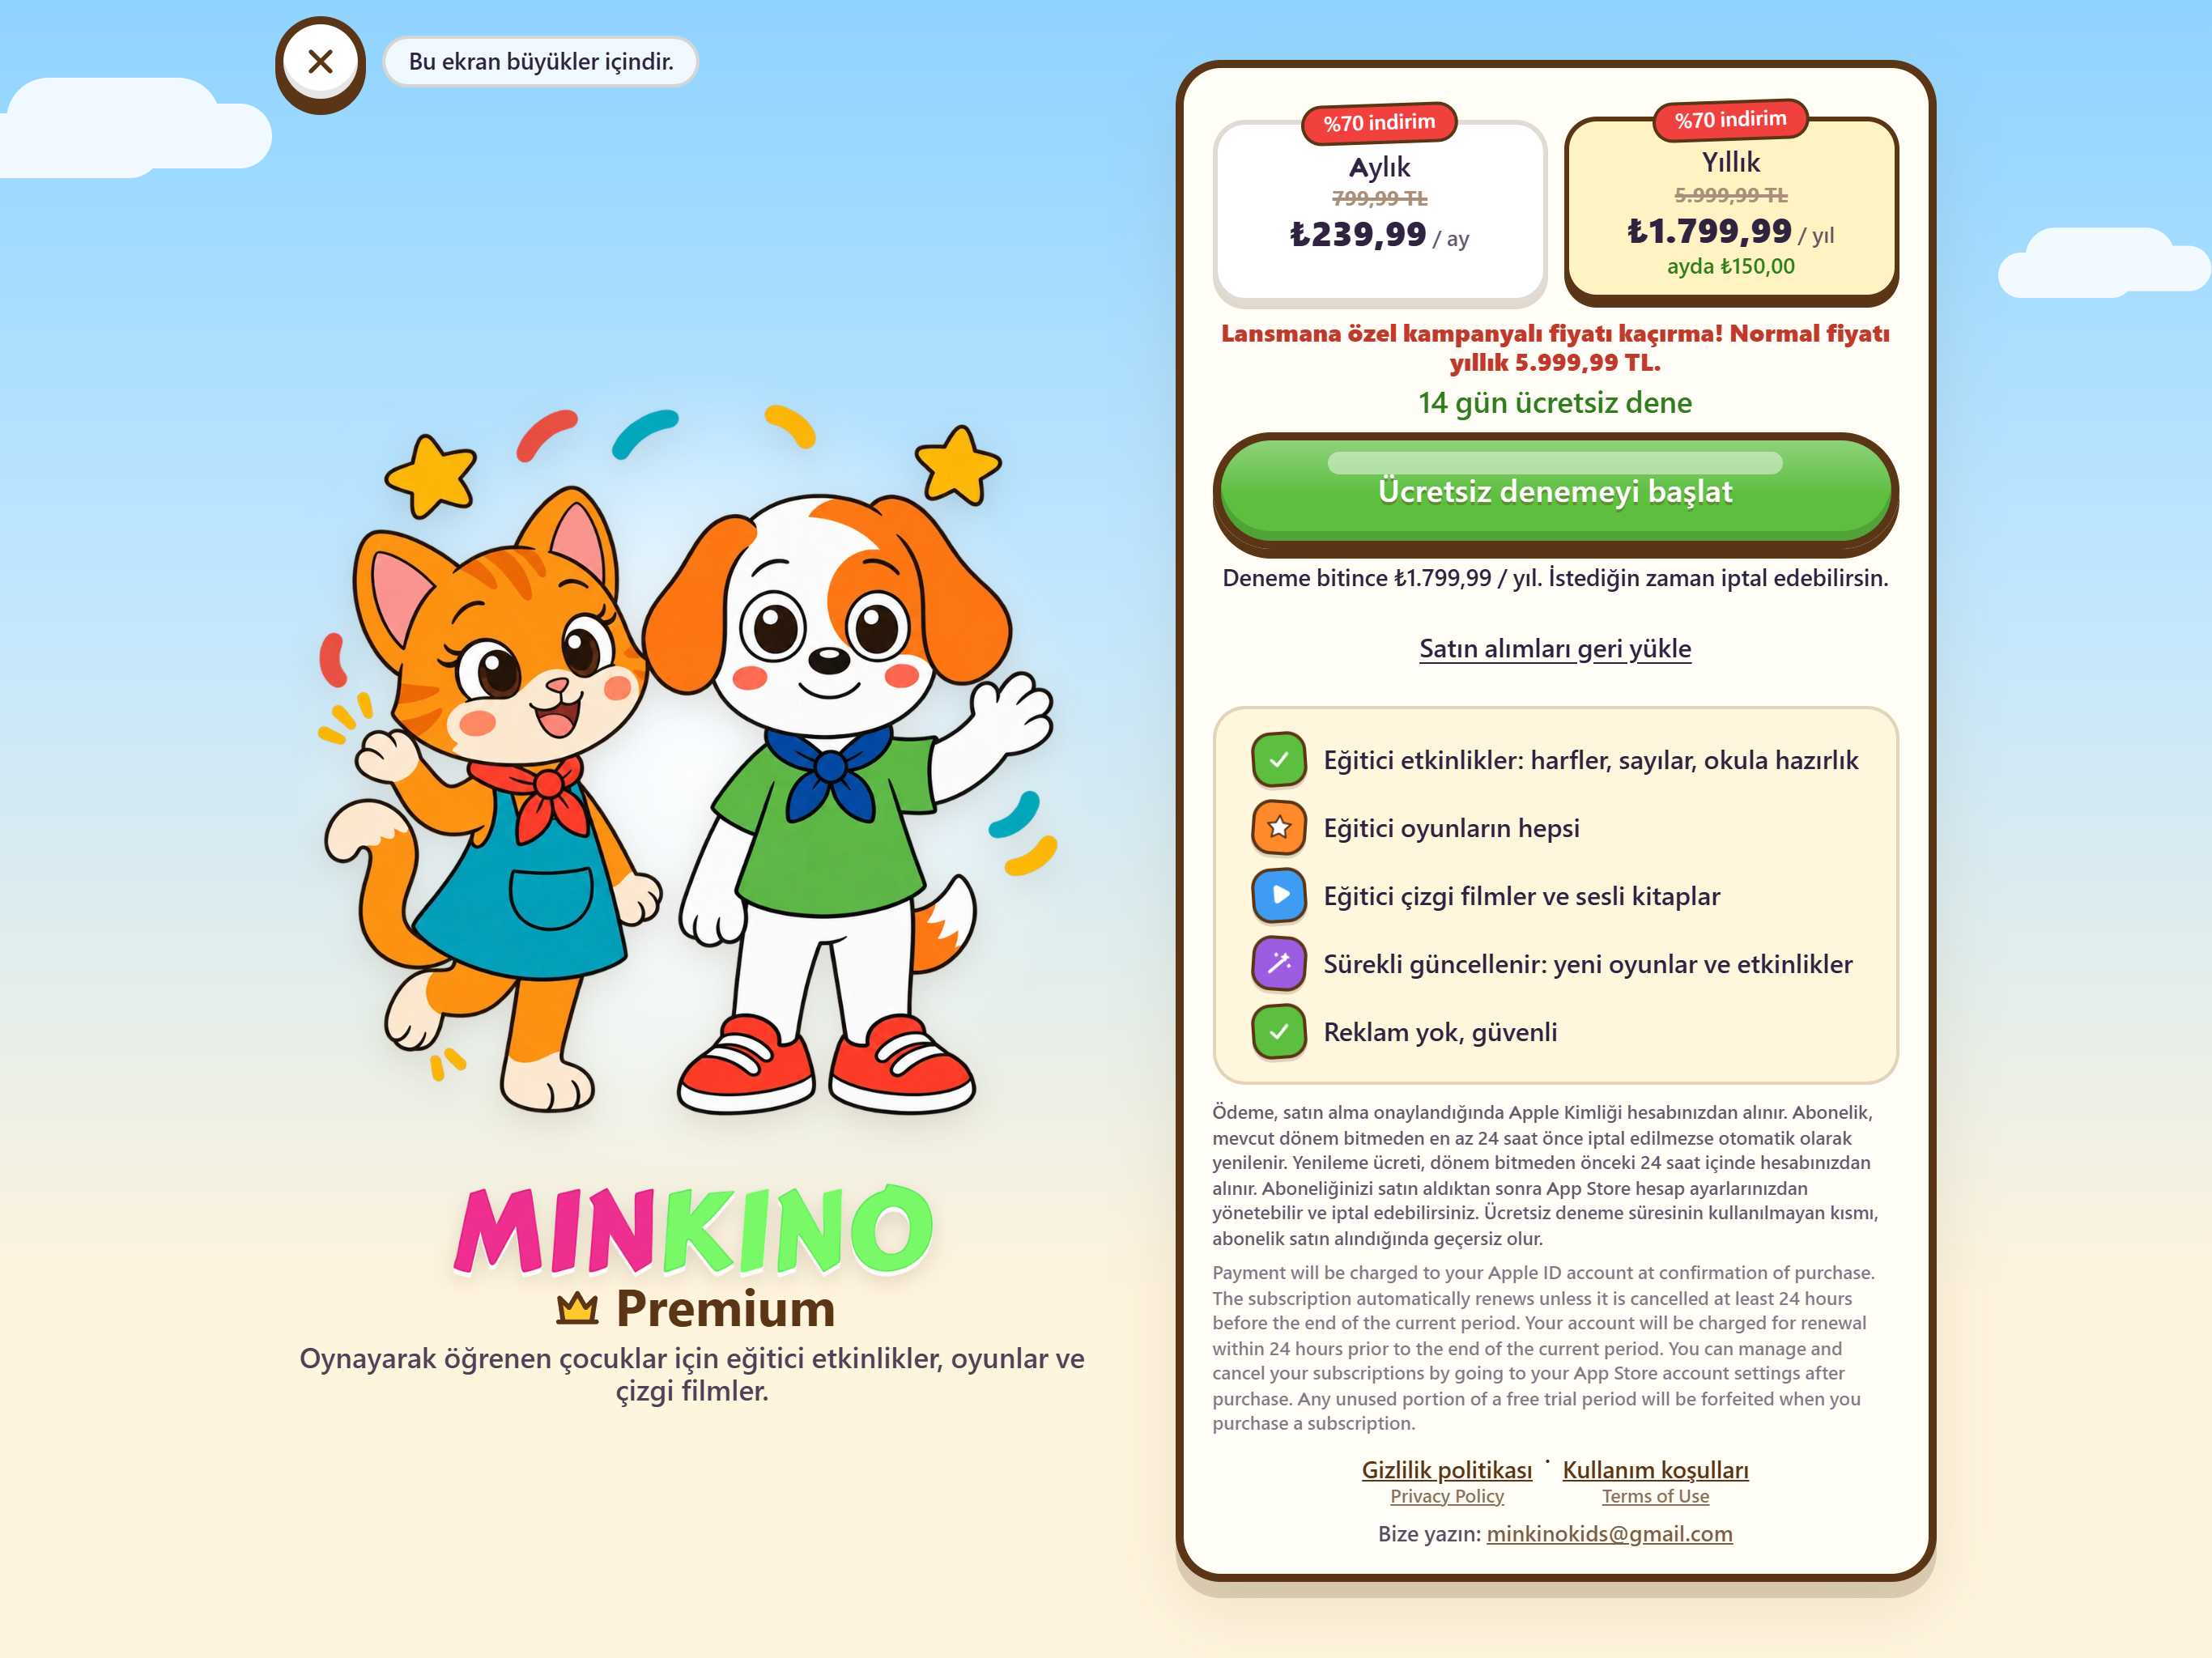 Bu ekran büyükler içindir.
%70 indirim
Aylık
799,99 TL
₺239,99 / ay
%70 indirim
Yıllık
5.999,99 TL
₺1.799,99 / yıl
ayda ₺150,00
Lansmana özel kampanyalı fiyatı kaçırma! Normal fiyatı
yıllık 5.999,99 TL.
14 gün ücretsiz dene
Ücretsiz denemeyi başlat
Deneme bitince ₺1.799,99 / yıl. İstediğin zaman iptal edebilirsin.
Satın alımları geri yükle
Eğitici etkinlikler: harfler, sayılar, okula hazırlık
Eğitici oyunların hepsi
Eğitici çizgi filmler ve sesli kitaplar
Sürekli güncellenir: yeni oyunlar ve etkinlikler
Reklam yok, güvenli
Ödeme, satın alma onaylandığında Apple Kimliği hesabınızdan alınır. Abonelik,
mevcut dönem bitmeden en az 24 saat önce iptal edilmezse otomatik olarak
yenilenir. Yenileme ücreti, dönem bitmeden önceki 24 saat içinde hesabınızdan
alınır. Aboneliğinizi satın aldıktan sonra App Store hesap ayarlarınızdan
yönetebilir ve iptal edebilirsiniz. Ücretsiz deneme süresinin kullanılmayan kısmı,
abonelik satın alındığında geçersiz olur.
Payment will be charged to your Apple ID account at confirmation of purchase.
The subscription automatically renews unless it is cancelled at least 24 hours
before the end of the current period. Your account will be charged for renewal
within 24 hours prior to the end of the current period. You can manage and
cancel your subscriptions by going to your App Store account settings after
purchase. Any unused portion of a free trial period will be forfeited when you
purchase a subscription.
Gizlilik politikası · Kullanım koşulları
Privacy Policy Terms of Use
Bize yazın: minkinokids@gmail.com
MINKINO
Premium
Oynayarak öğrenen çocuklar için eğitici etkinlikler, oyunlar ve
çizgi filmler.